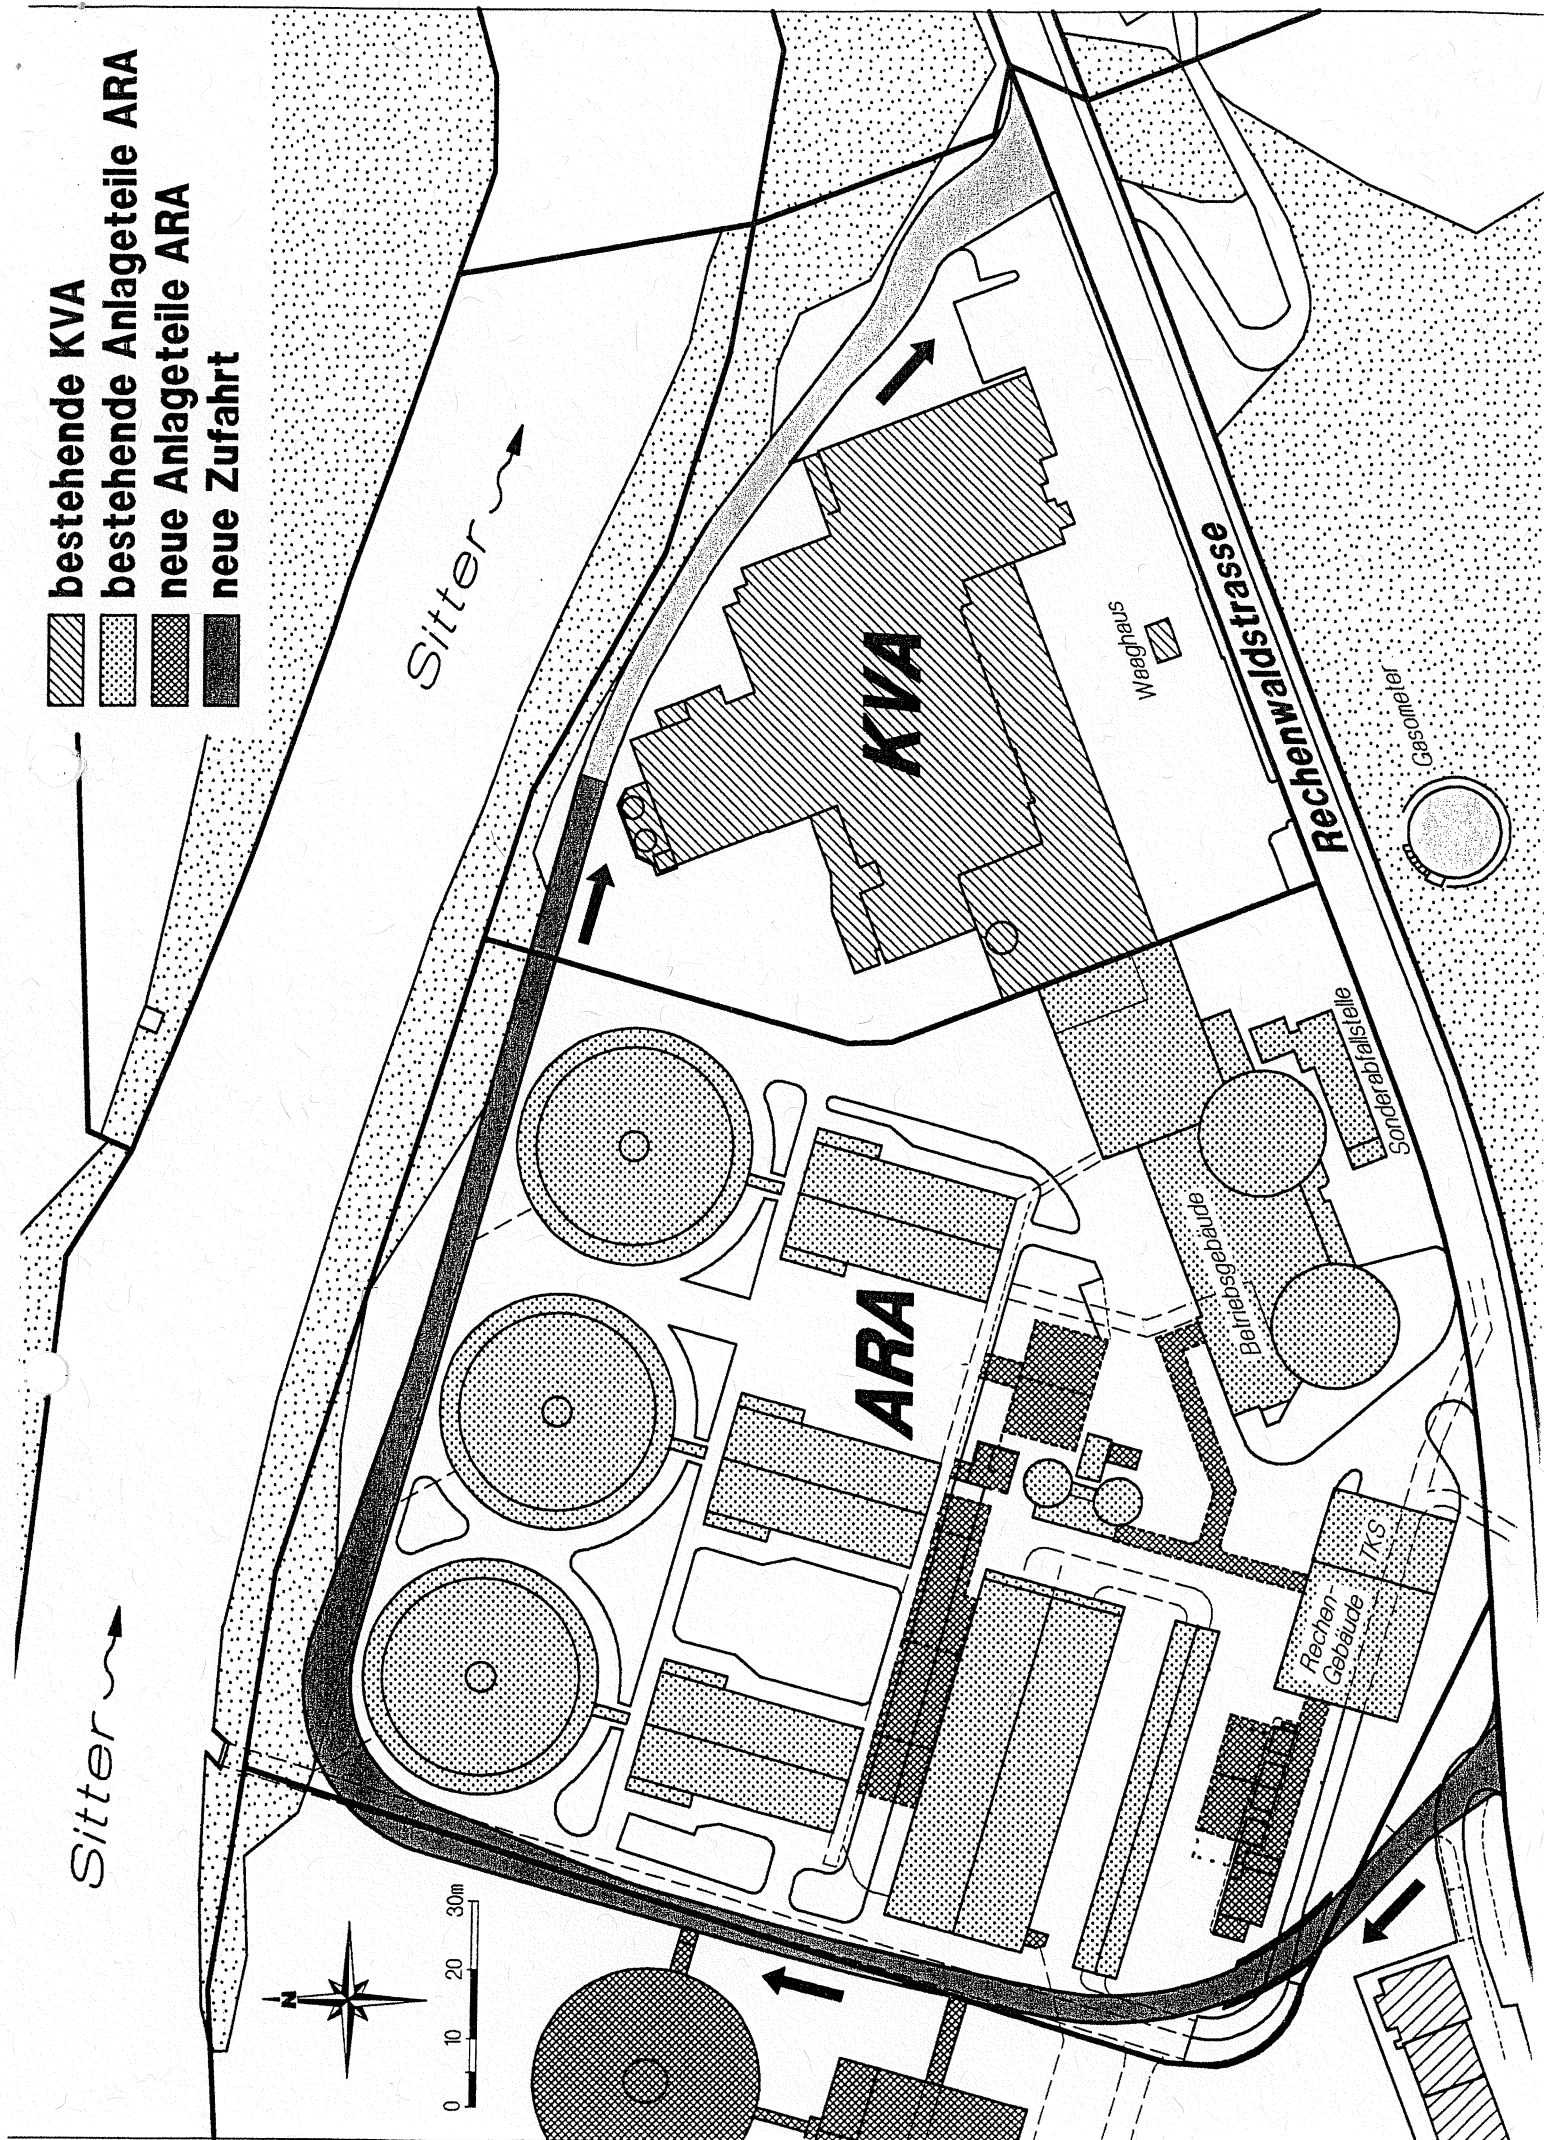 bestehende KVA
bestehende Anlageteile ARA
neue Anlageteile ARA
neue Zufahrt
Sitter
Sitter
KVA
Waaghaus
Rechenwaldstrasse
Gasometer
ARA
Sonderabfallstelle
Betriebsgebäude
TKS
Rechen-
Gebäude
N
0 10 20 30m